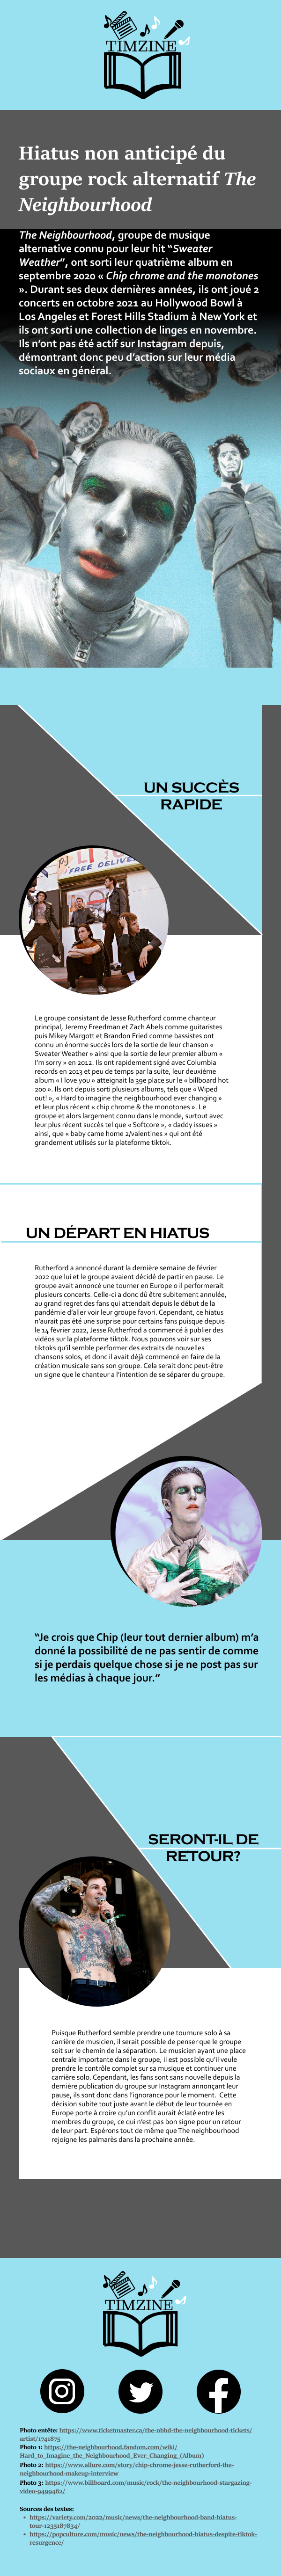 TIMZINE
Hiatus non anticipé du
groupe rock alternatif The
Neighbourhood
The Neighbourhood, groupe de musique
alternative connu pour leur hit “Sweater
Weather”, ont sorti leur quatrième album en
septembre 2020 « Chip chrome and the monotones
». Durant ses deux dernières années, ils ont joué 2
concerts en octobre 2021 au Hollywood Bowl à
Los Angeles et Forest Hills Stadium à New York et
ils ont sorti une collection de linges en novembre.
Ils n’ont pas été actif sur Instagram depuis,
démontrant donc peu d’action sur leur média
sociaux en général.
UN SUCCÈS
RAPIDE
FREE DELIVE
Le groupe consistant de Jesse Rutherford comme chanteur
principal, Jeremy Freedman et Zach Abels comme guitaristes
puis Mikey Margott et Brandon Fried comme bassistes ont
connu un énorme succès lors de la sortie de leur chanson «
Sweater Weather » ainsi que la sortie de leur premier album «
I’m sorry » en 2012. Ils ont rapidement signé avec Columbia
records en 2013 et peu de temps par la suite, leur deuxième
album « I love you » atteignait la 39e place sur le « billboard hot
200 ». Ils ont depuis sorti plusieurs albums, tels que « Wiped
out! », « Hard to imagine the neighbourhood ever changing »
et leur plus récent « chip chrome & the monotones ». Le
groupe et alors largement connu dans le monde, surtout avec
leur plus récent succès tel que « Softcore », « daddy issues »
ainsi, que « baby came home 2/valentines » qui ont été
grandement utilisés sur la plateforme tiktok.
UN DÉPART EN HIATUS
Rutherford a annoncé durant la dernière semaine de février
2022 que lui et le groupe avaient décidé de partir en pause. Le
groupe avait annoncé une tournée en Europe où il performerait
plusieurs concerts. Celle-ci a donc dû être subitement annulée,
au grand regret des fans qui attendait depuis le début de la
pandémie d’aller voir leur groupe favori. Cependant, ce hiatus
n’aurait pas été une surprise pour certains fans puisque depuis
le 14 février 2022, Jesse Rutherford a commencé à publier des
vidéos sur la plateforme tiktok. Nous pouvons voir sur ses
tiktoks qu’il semble performer des extraits de nouvelles
chansons solos, et donc il avait déjà commencé en faire de la
création musicale sans son groupe. Cela serait donc peut-être
un signe que le chanteur a l’intention de se séparer du groupe.
“Je crois que Chip (leur tout dernier album) m’a
donné la possibilité de ne pas sentir de comme
si je perdais quelque chose si je ne post pas sur
les médias à chaque jour.”
SERONT-IL DE
RETOUR?
Puisque Rutherford semble prendre une tournure solo à sa
carrière de musicien, il serait possible de penser que le groupe
soit sur le chemin de la séparation. Le musicien ayant une place
centrale importante dans le groupe, il est possible qu’il veule
prendre le contrôle complet sur sa musique et continuer une
carrière solo. Cependant, les fans sont sans nouvelle depuis la
dernière publication du groupe sur Instagram annonçant leur
pause, ils sont donc dans l’ignorance pour le moment. Cette
décision subite tout juste avant le début de leur tournée en
Europe porte à croire qu’un conflit aurait éclaté entre les
membres du groupe, ce qui n’est pas bon signe pour un retour
de leur part. Espérons tout de même que The neighbourhood
rejoigne les palmarès dans la prochaine année.
TIMZINE
Photo entête: https://www.ticketmaster.ca/the-nbhd-the-neighbourhood-tickets/
artist/1741875
Photo 1: https://the-neighbourhood.fandom.com/wiki/
Hard_to_Imagine_the_Neighbourhood_Ever_Changing_(Album)
Photo 2: https://www.allure.com/story/chip-chrome-jesse-rutherford-the-
neighbourhood-makeup-interview
Photo 3: https://www.billboard.com/music/rock/the-neighbourhood-stargazing-
video-9499462/
Sources des textes:
• https://variety.com/2022/music/news/the-neighbourhood-band-hiatus-
tour-1235187834/
• https://popculture.com/music/news/the-neighbourhood-hiatus-despite-tiktok-
resurgence/